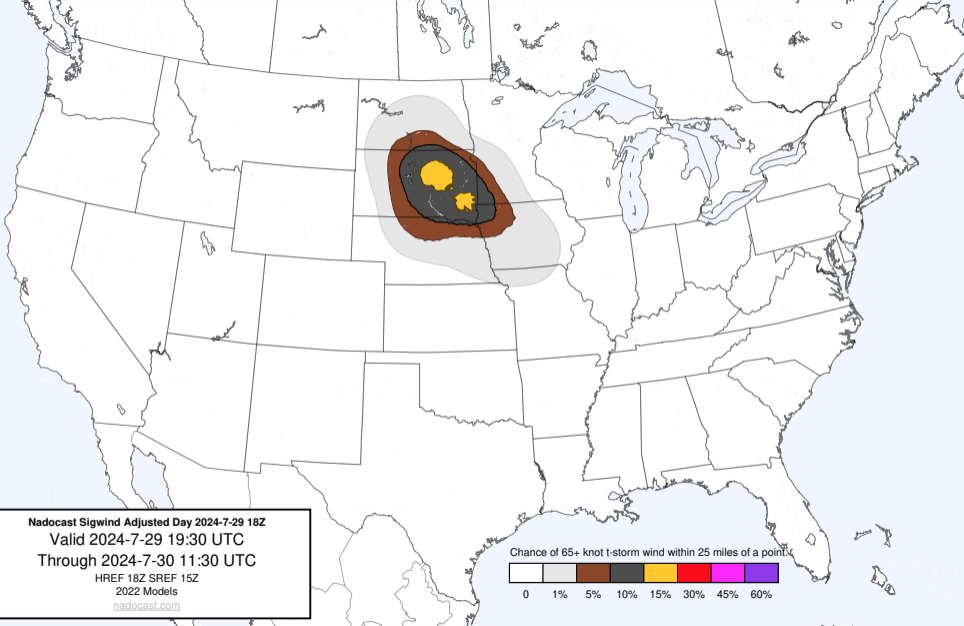 Nadocast Sigwind Adjusted Day 2024-7-29 18Z
Valid 2024-7-29 19:30 UTC
Through 2024-7-30 11:30 UTC
HREF 18Z SREF 15Z
2022 Models
nadocast.com
Chance of 65+ knot t-storm wind within 25 miles of a point.
0 1% 5% 10% 15% 30% 45% 60%